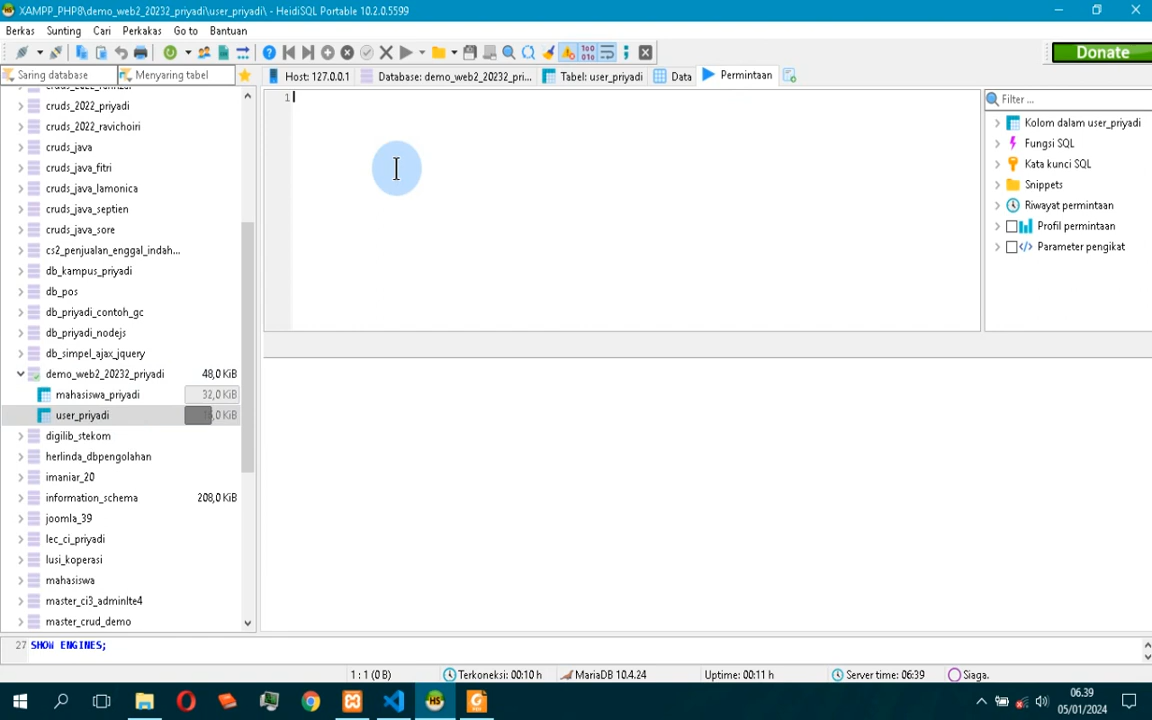 XAMPP_PHP8\demo_web2_20232_priyadi\user_priyadi\ - HeidiSQL Portable 10.2.0.5599
Berkas Sunting Cari Perkakas Go to Bantuan
Donate
Saring database Menyaring tabel Host: 127.0.0.1 Database: demo_web2_20232_pri... Tabel: user_priyadi Data Permintaan
1
Filter ...
Kolom dalam user_priyadi
Fungsi SQL
Kata kunci SQL
Snippets
Riwayat permintaan
Profil permintaan
Parameter pengikat
cruds_2022_priyadi
cruds_2022_ravichoiri
cruds_java
cruds_java_fitri
cruds_java_lamonica
cruds_java_septien
cruds_java_sore
cs2_penjualan_enggal_indah...
db_kampus_priyadi
db_pos
db_priyadi_contoh_gc
db_priyadi_nodejs
db_simpel_ajax_jquery
demo_web2_20232_priyadi 48,0 KiB
mahasiswa_priyadi 32,0 KiB
user_priyadi
digilib_stekom
herlinda_dbpengolahan
imaniar_20
information_schema 208,0 KiB
joomla_39
lec_ci_priyadi
lusi_koperasi
mahasiswa
master_ci3_adminlte4
master_crud_demo
27 SHOW ENGINES;
1 : 1 (0 B) Terkoneksi: 00:10 h MariaDB 10.4.24 Uptime: 00:11 h Server time: 06:39 Siaga.
06.39
05/01/2024